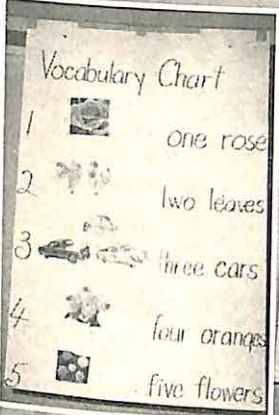 Vocabulary Chart
1 one rose
2 two leaves
3 three cars
4 four oranges
5 five flowers